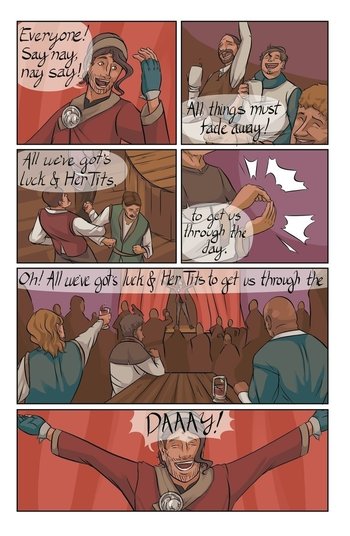 Everyone!
Say nay,
nay say!
All things must
fade away!
All we've got's
luck & Her Tits,
to get us
through the
day.
Oh! All we've got's luck & Her Tits to get us through the
DAAAY!